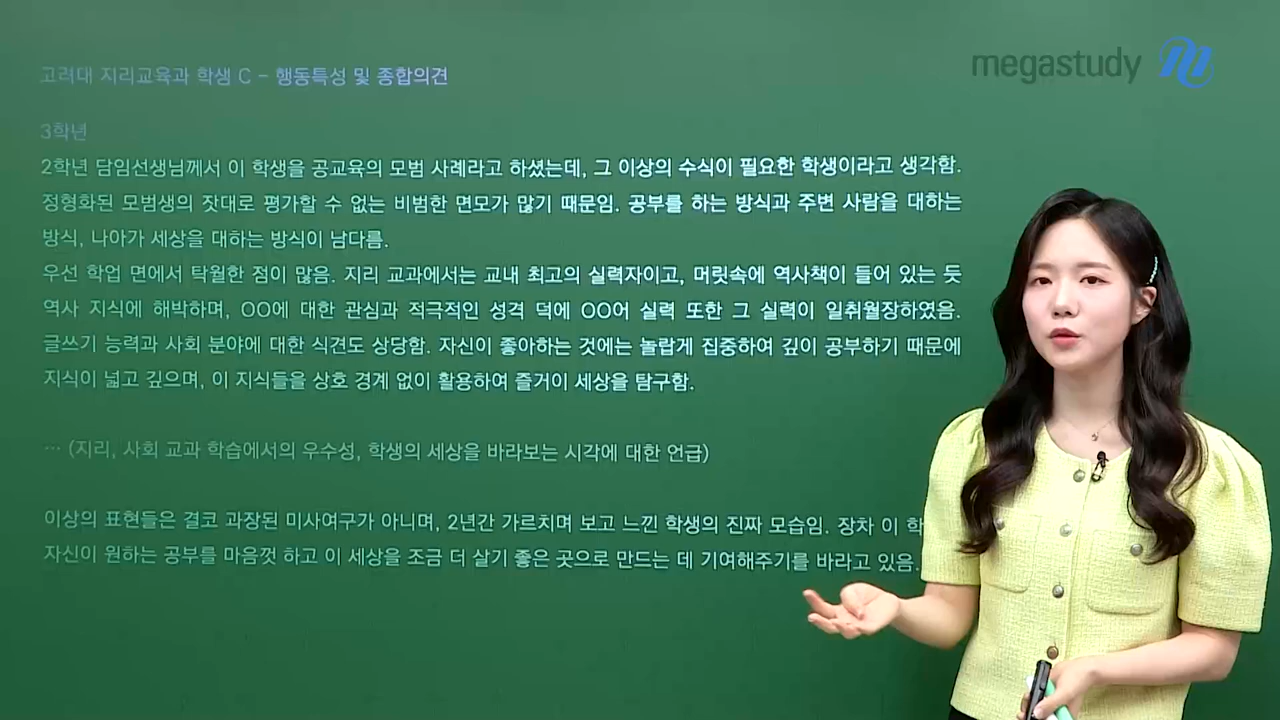 고려대 지리교육과 학생 C - 행동특성 및 종합의견
megastudy
3학년
2학년 담임선생님께서 이 학생을 공교육의 모범 사례라고 하셨는데, 그 이상의 수식이 필요한 학생이라고 생각함.
정형화된 모범생의 잣대로 평가할 수 없는 비범한 면모가 많기 때문임. 공부를 하는 방식과 주변 사람을 대하는
방식, 나아가 세상을 대하는 방식이 남다름.
우선 학업 면에서 탁월한 점이 많음. 지리 교과에서는 교내 최고의 실력자이고, 머릿속에 역사책이 들어 있는 듯
역사 지식에 해박하며, OO에 대한 관심과 적극적인 성격 덕에 OO어 실력 또한 그 실력이 일취월장하였음.
글쓰기 능력과 사회 분야에 대한 식견도 상당함. 자신이 좋아하는 것에는 놀랍게 집중하여 깊이 공부하기 때문에
지식이 넓고 깊으며, 이 지식들을 상호 경계 없이 활용하여 즐거이 세상을 탐구함.
... (지리, 사회 교과 학습에서의 우수성, 학생의 세상을 바라보는 시각에 대한 언급)
이상의 표현들은 결코 과장된 미사여구가 아니며, 2년간 가르치며 보고 느낀 학생의 진짜 모습임. 장차 이 학
자신이 원하는 공부를 마음껏 하고 이 세상을 조금 더 살기 좋은 곳으로 만드는 데 기여해주기를 바라고 있음.